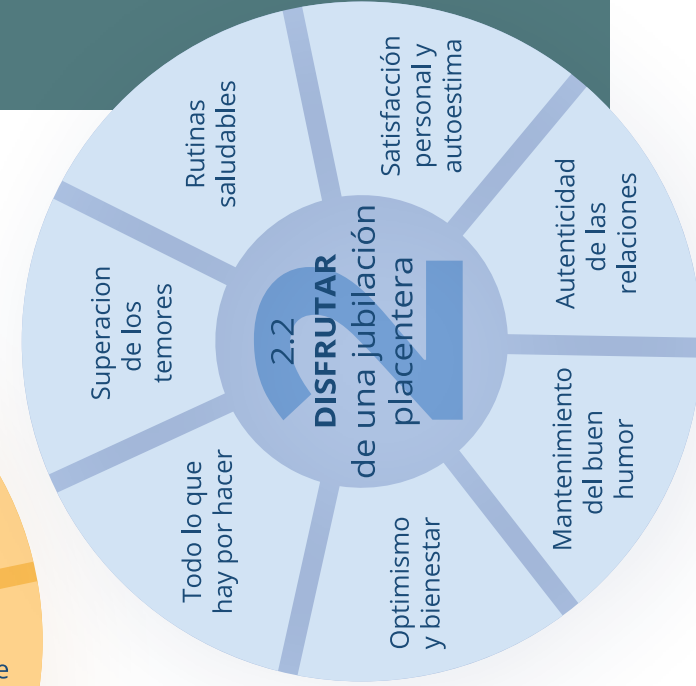 2
2.2
DISFRUTAR
de una jubilación
placentera
Superacion
de los
temores
Rutinas
saludables
Satisfacción
personal y
autoestima
Autenticidad
de las
relaciones
Mantenimiento
del buen
humor
Optimismo
y bienestar
Todo lo que
hay por hacer